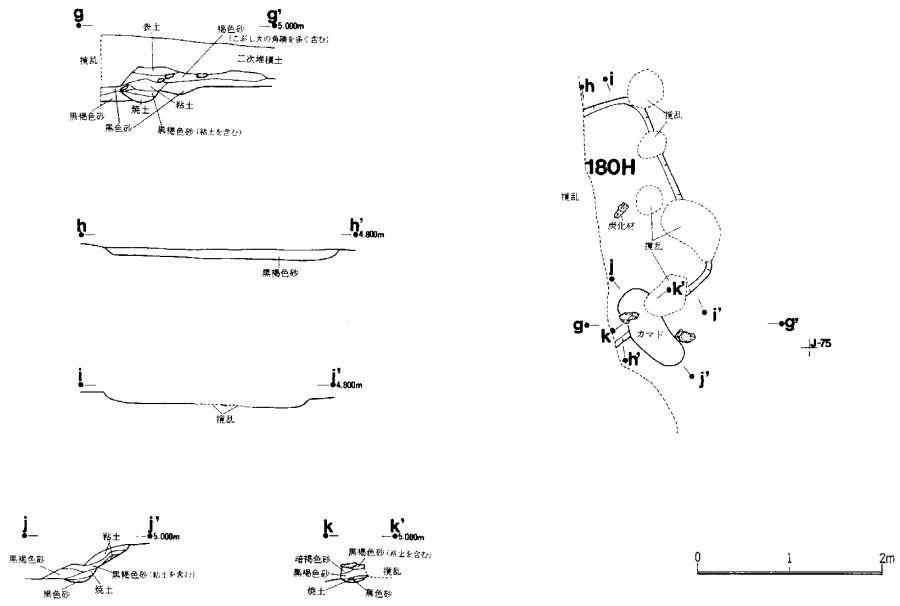 g
g'
5.000m
表土
褐色砂
(こぶし大の角礫を多く含む)
攪乱
二次堆積土
黒褐色砂
黒色砂
焼土
粘土
黒褐色砂(粘土を含む)
h
h'
4.800m
黒褐色砂
i
i'
4.800m
攪乱
j
j'
5.000m
粘土
黒褐色砂
黒褐色砂(粘土を含む)
黒色砂
焼土
k
k'
5.000m
暗褐色砂
黒褐色砂(粘土を含む)
黒褐色砂
攪乱
焼土
黒色砂
h
i
攪乱
180H
攪乱
炭化材
攪乱
j
k'
i'
g
k
カマド
g'
J-75
h'
j'
0 1 2m